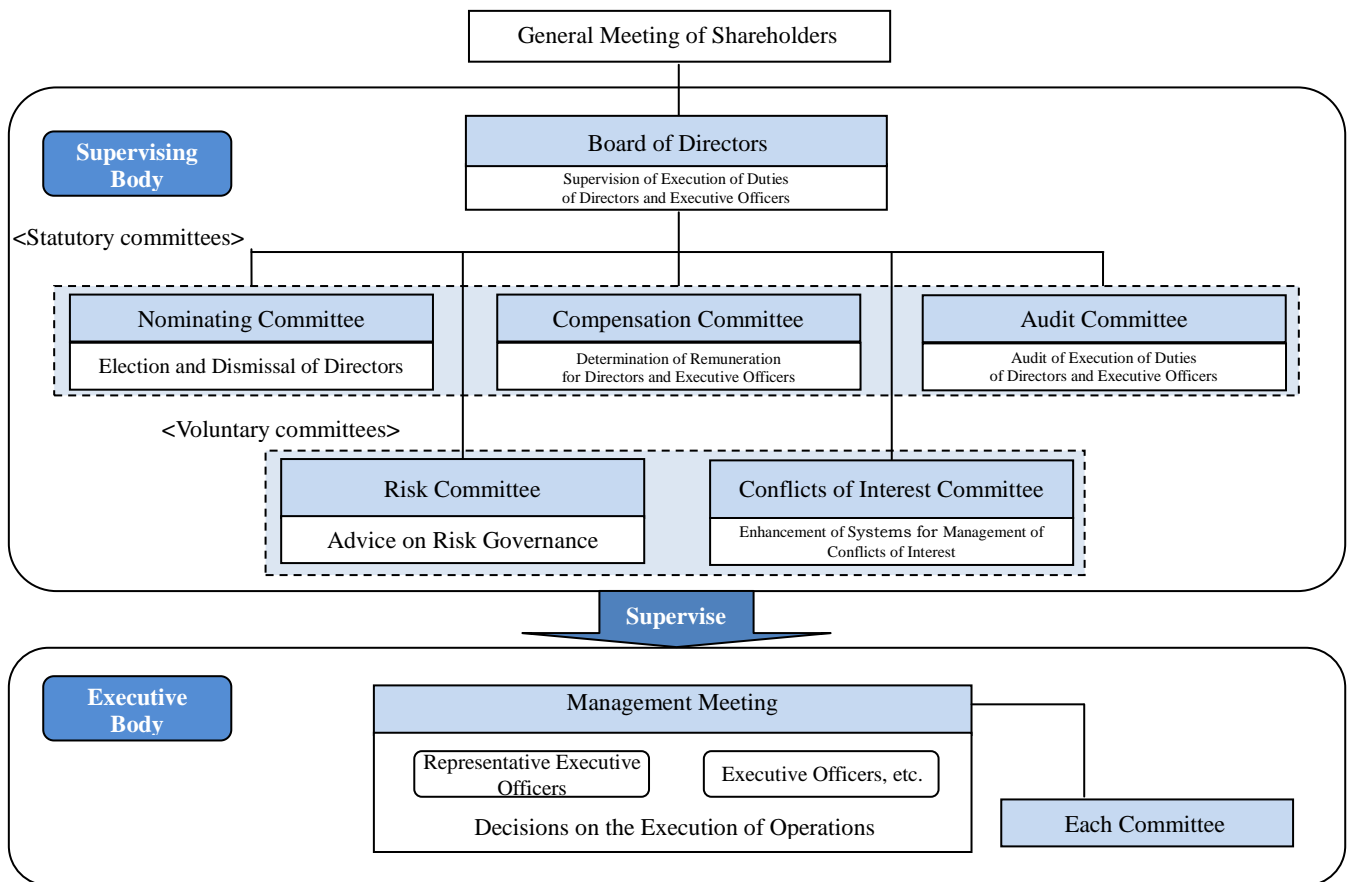 General Meeting of Shareholders
Supervising
Body
Board of Directors
Supervision of Execution of Duties
of Directors and Executive Officers
<Statutory committees>
Nominating Committee
Election and Dismissal of Directors
Compensation Committee
Determination of Remuneration
for Directors and Executive Officers
Audit Committee
Audit of Execution of Duties
of Directors and Executive Officers
<Voluntary committees>
Risk Committee
Advice on Risk Governance
Conflicts of Interest Committee
Enhancement of Systems for Management of
Conflicts of Interest
Supervise
Executive
Body
Management Meeting
Representative Executive
Officers
Executive Officers, etc.
Decisions on the Execution of Operations
Each Committee